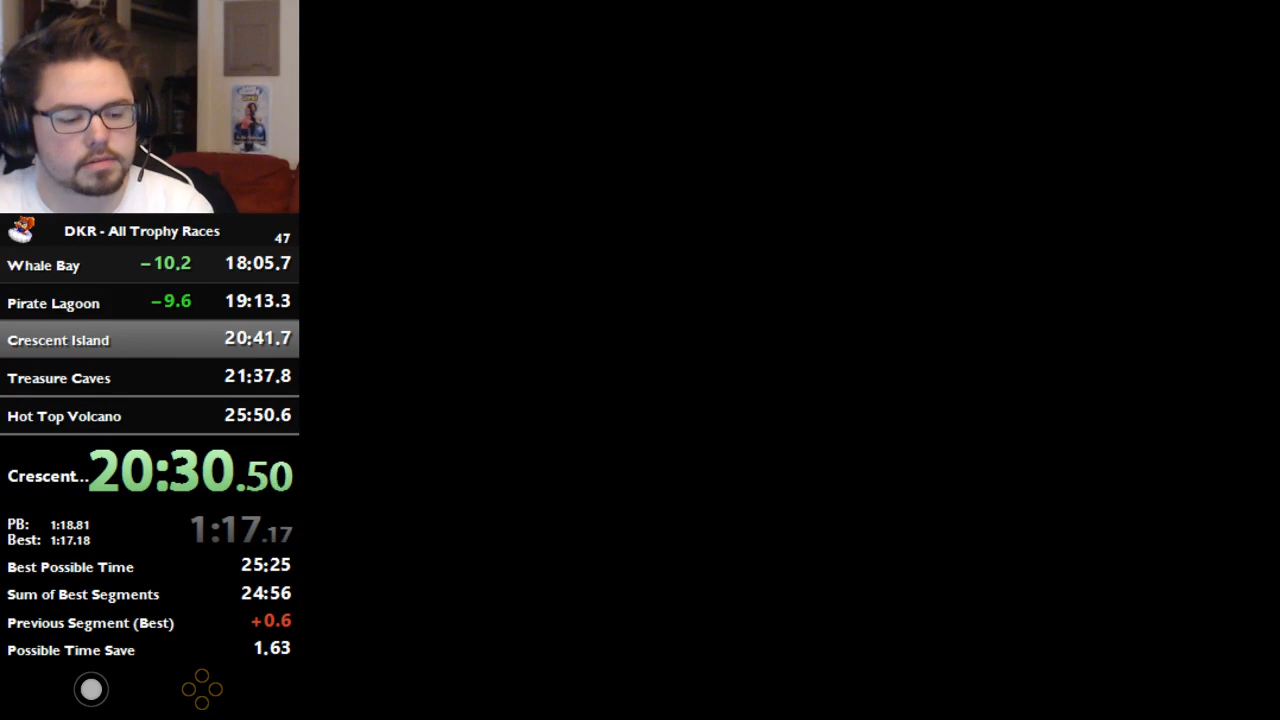 DKR - All Trophy Races
47
Whale Bay −10.2 18:05.7
Pirate Lagoon −9.6 19:13.3
Crescent Island 20:41.7
Treasure Caves 21:37.8
Hot Top Volcano 25:50.6
Crescent... 20:30.50
PB: 1:18.81
Best: 1:17.18
1:17.17
Best Possible Time 25:25
Sum of Best Segments 24:56
Previous Segment (Best) +0.6
Possible Time Save 1.63